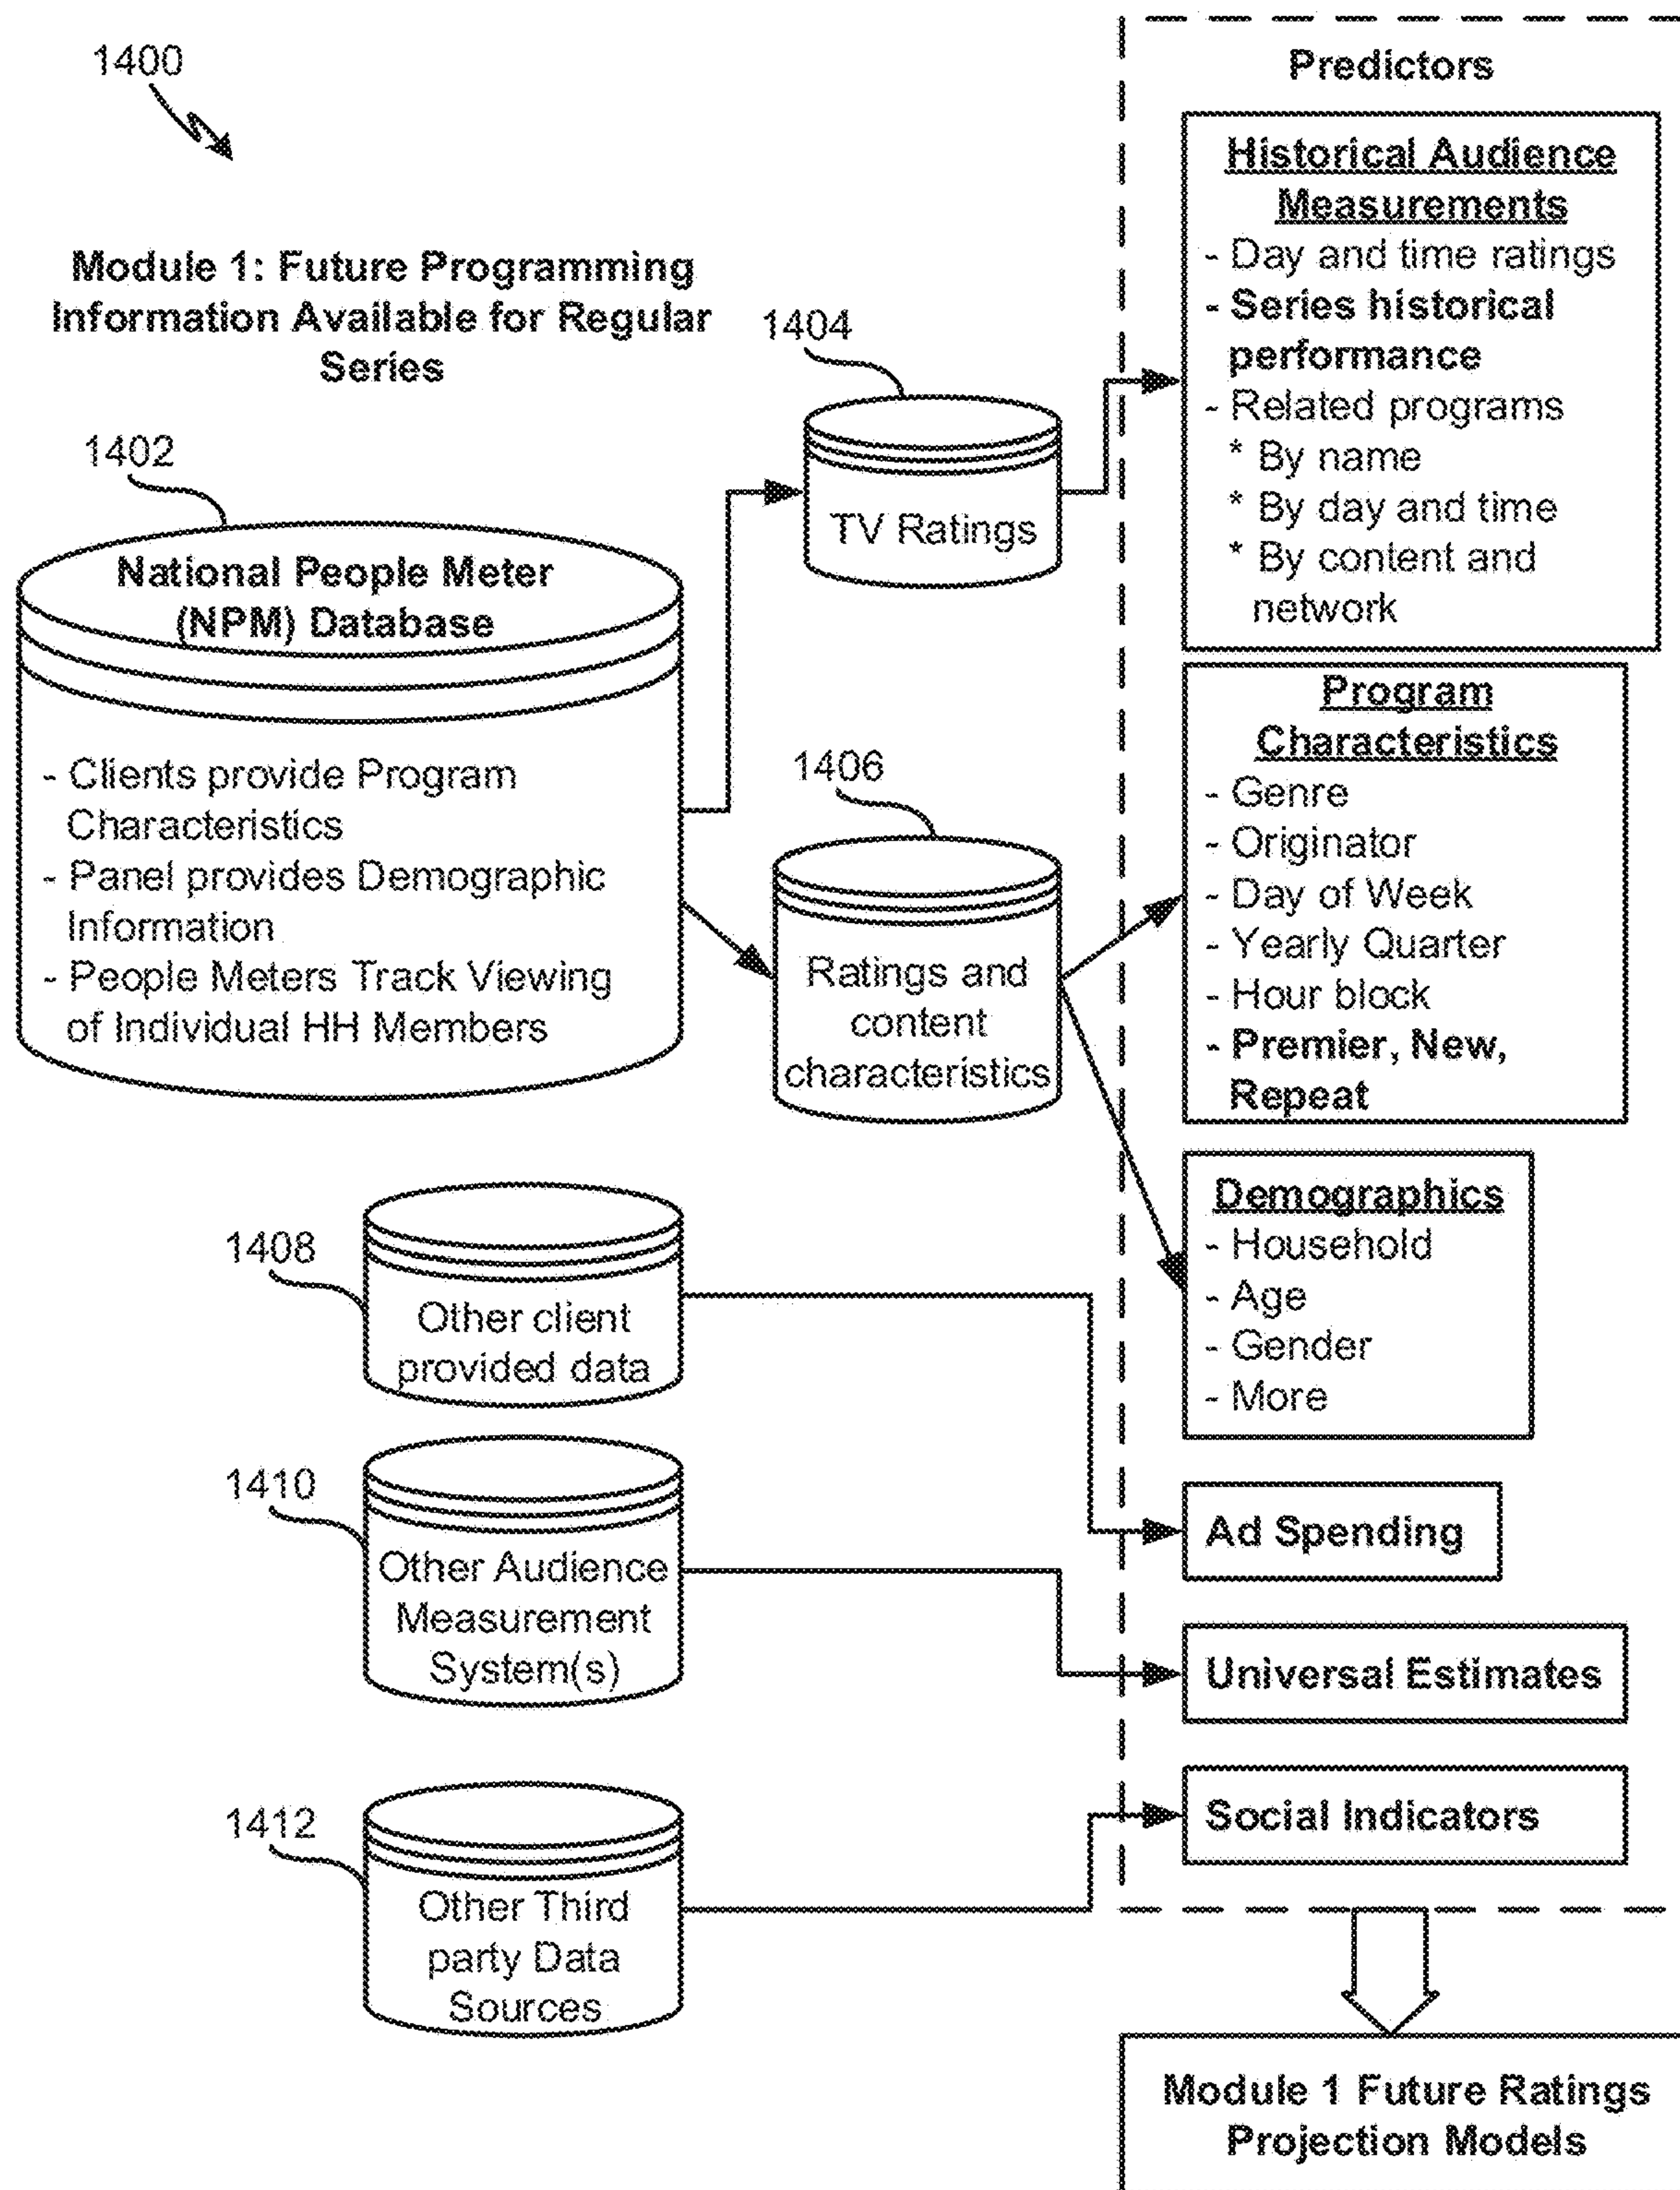 1400
Module 1: Future Programming
Information Available for Regular
Series
1402
National People Meter
(NPM) Database
- Clients provide Program
Characteristics
- Panel provides Demographic
Information
- People Meters Track Viewing
of Individual HH Members
1404
TV Ratings
1406
Ratings and
content
characteristics
1408
Other client
provided data
1410
Other Audience
Measurement
System(s)
1412
Other Third
party Data
Sources
Predictors
Historical Audience
Measurements
- Day and time ratings
- Series historical
performance
- Related programs
* By name
* By day and time
* By content and
network
Program
Characteristics
- Genre
- Originator
- Day of Week
- Yearly Quarter
- Hour block
- Premier, New,
Repeat
Demographics
- Household
- Age
- Gender
- More
Ad Spending
Universal Estimates
Social Indicators
Module 1 Future Ratings
Projection Models